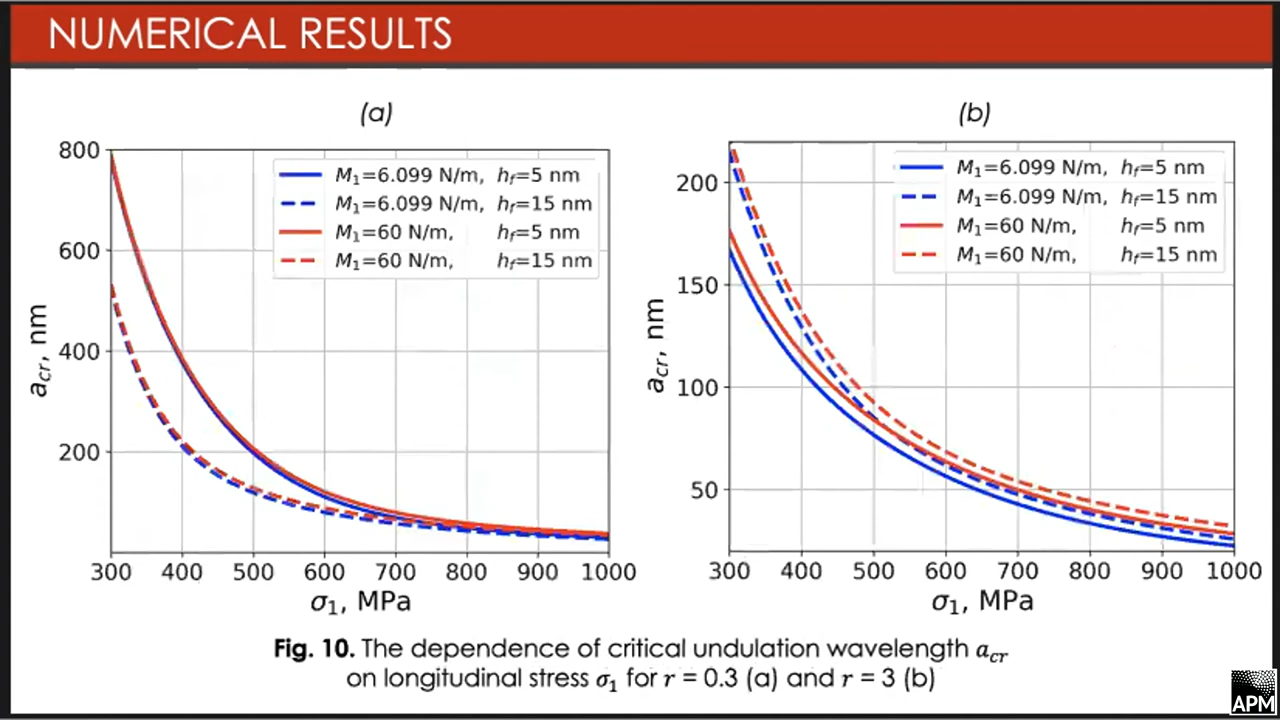 NUMERICAL RESULTS
(a)
800
600
400
200
a_cr, nm
M₁=6.099 N/m, h_f=5 nm
M₁=6.099 N/m, h_f=15 nm
M₁=60 N/m, h_f=5 nm
M₁=60 N/m, h_f=15 nm
300 400 500 600 700 800 900 1000
σ₁, MPa
(b)
200
150
100
50
a_cr, nm
M₁=6.099 N/m, h_f=5 nm
M₁=6.099 N/m, h_f=15 nm
M₁=60 N/m, h_f=5 nm
M₁=60 N/m, h_f=15 nm
300 400 500 600 700 800 900 1000
σ₁, MPa
Fig. 10. The dependence of critical undulation wavelength a_cr
on longitudinal stress σ₁ for r = 0.3 (a) and r = 3 (b)
APM